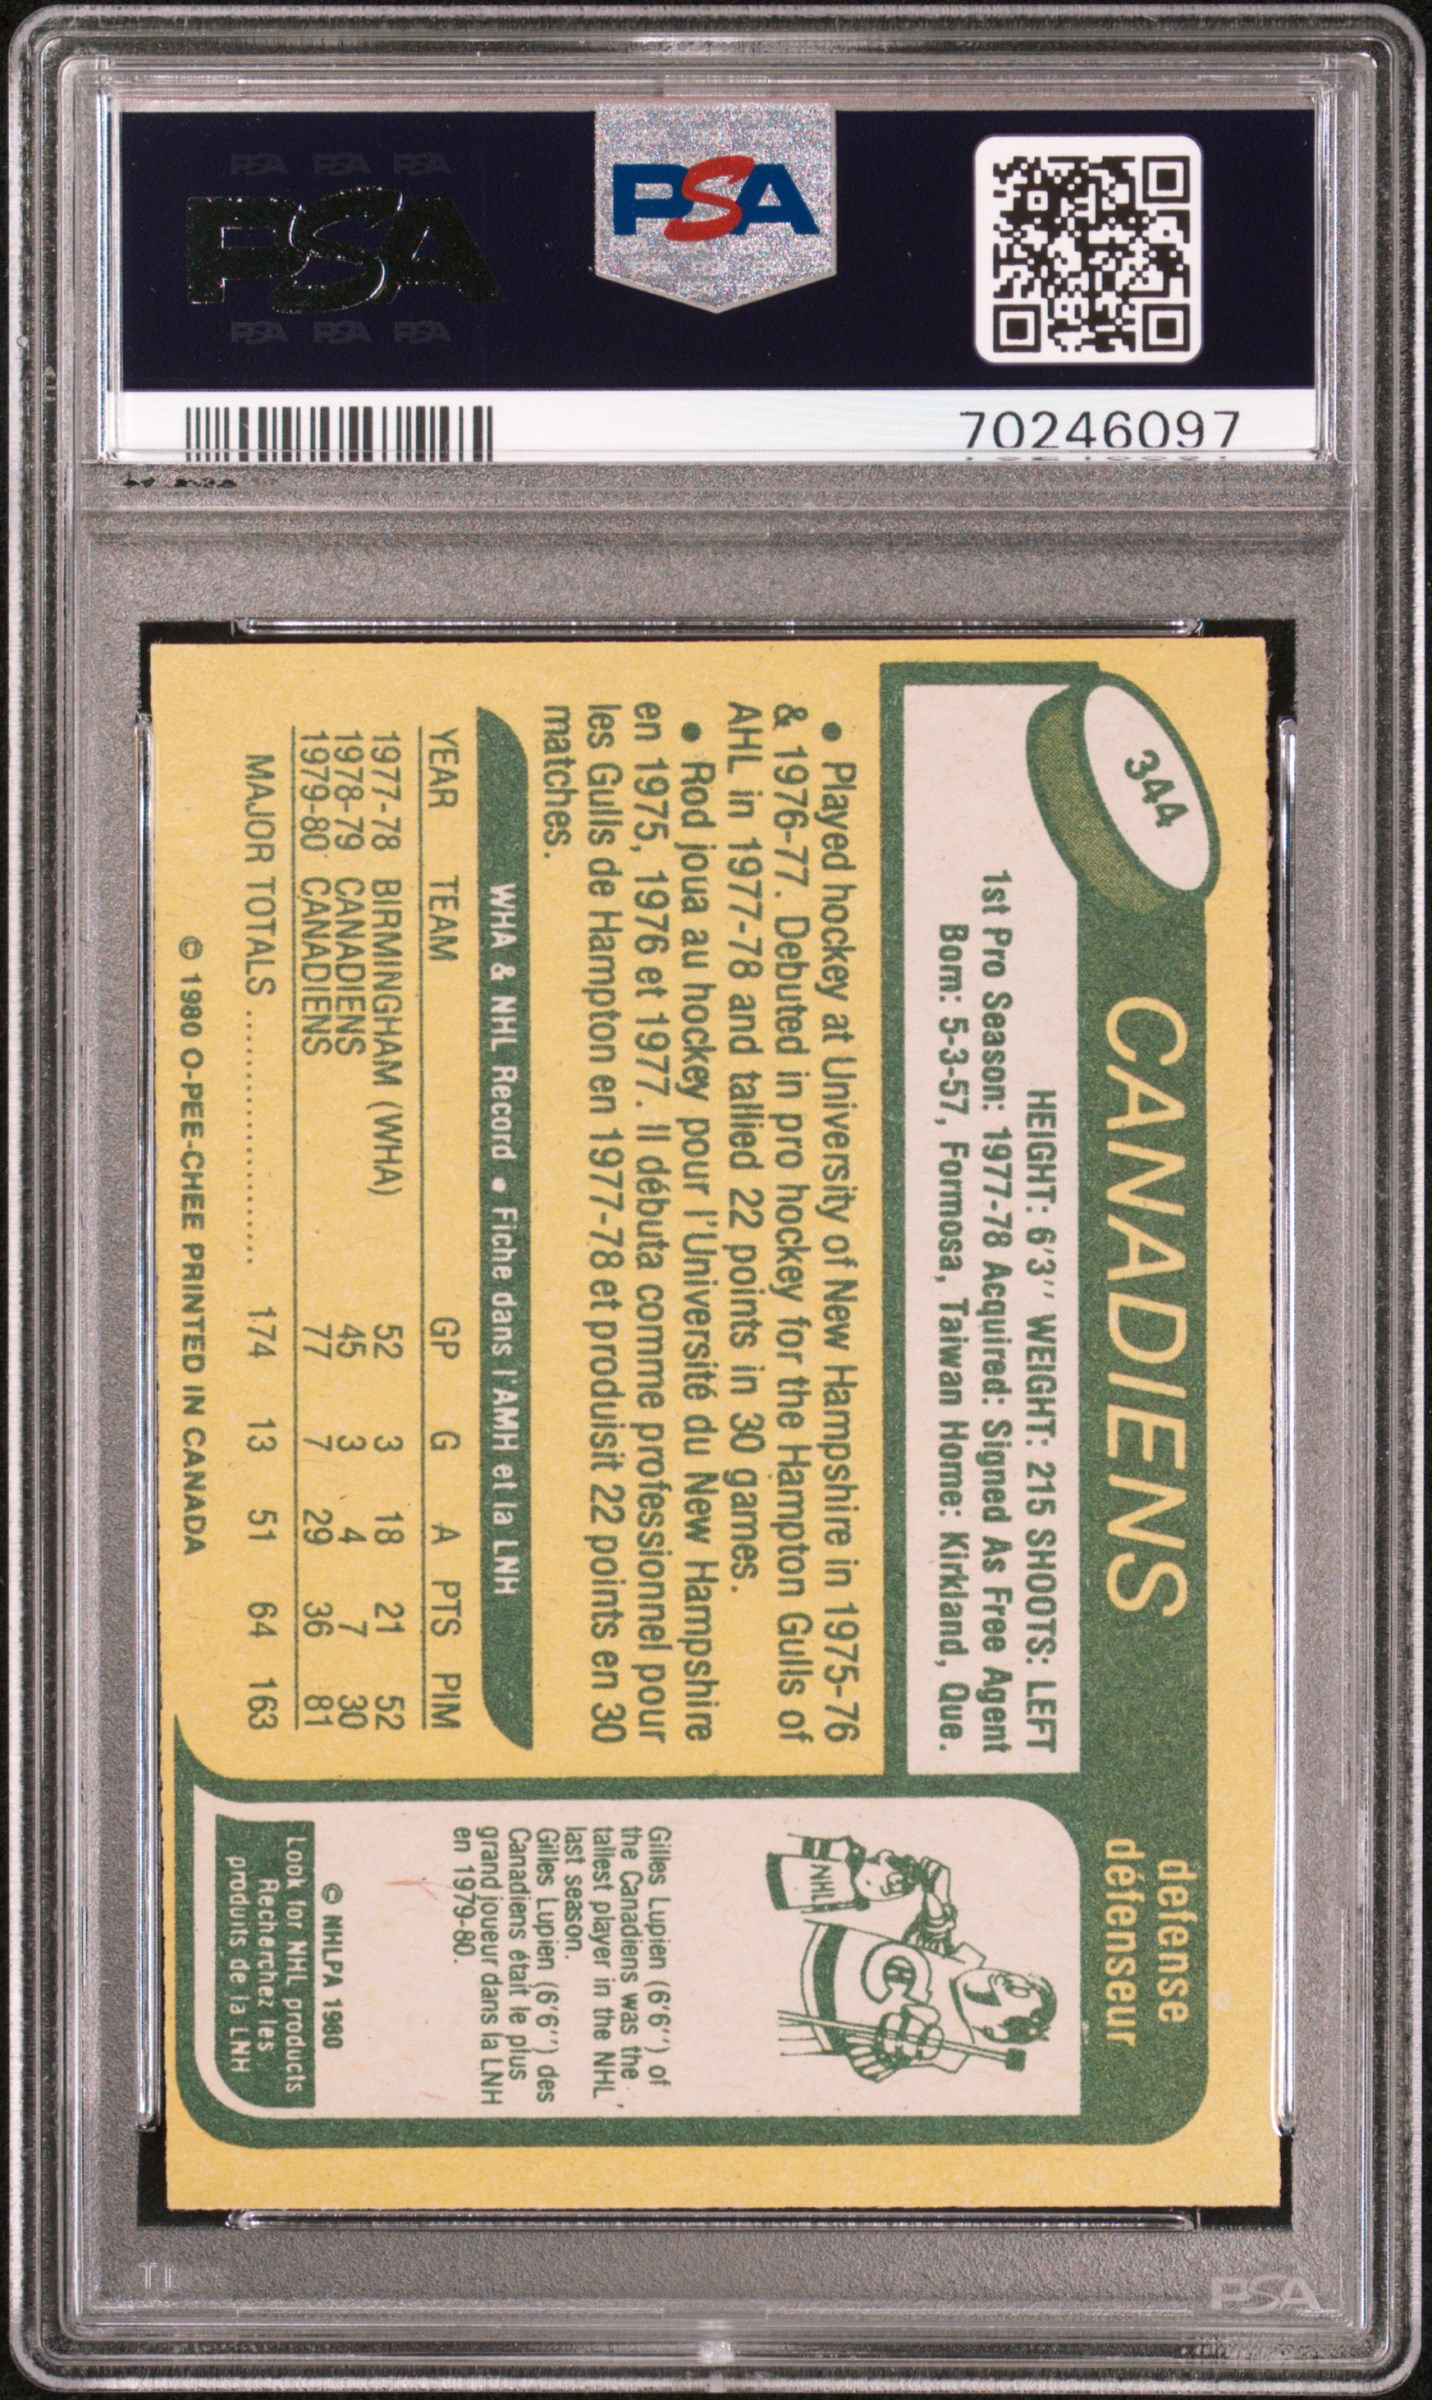 PSA PSA PSA
PSA
PSA PSA PSA
PSA
70246097
344
CANADIENS
defense
défenseur
HEIGHT: 6'3'' WEIGHT: 215 SHOOTS: LEFT
1st Pro Season: 1977-78 Acquired: Signed As Free Agent
Born: 5-3-57, Formosa, Taiwan Home: Kirkland, Que.
• Played hockey at University of New Hampshire in 1975-76
& 1976-77. Debuted in pro hockey for the Hampton Gulls of
AHL in 1977-78 and tallied 22 points in 30 games.
• Rod joua au hockey pour l'Université du New Hampshire
en 1975, 1976 et 1977. Il débuta comme professionnel pour
les Gulls de Hampton en 1977-78 et produisit 22 points en 30
matches.
WHA & NHL Record • Fiche dans l'AMH et la LNH
YEAR TEAM GP G A PTS PIM
1977-78 BIRMINGHAM (WHA) 52 3 18 21 52
1978-79 CANADIENS 45 3 4 7 30
1979-80 CANADIENS 77 7 29 36 81
MAJOR TOTALS .................... 174 13 51 64 163
© 1980 O-PEE-CHEE PRINTED IN CANADA
NHL
C
Gilles Lupien (6'6'') of
the Canadiens was the
tallest player in the NHL
last season.
Gilles Lupien (6'6'') des
Canadiens était le plus
grand joueur dans la LNH
en 1979-80.
© NHLPA 1980
Look for NHL products
Recherchez les
produits de la LNH
PSA